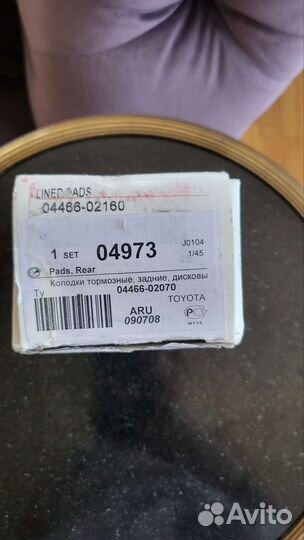 LINED PADS
04466-02160
1 SET 04973 J0104
1/45
Pads, Rear
Колодки тормозные, задние, дисковы
Ty 04466-02070
TOYOTA
ARU
090708
Avito